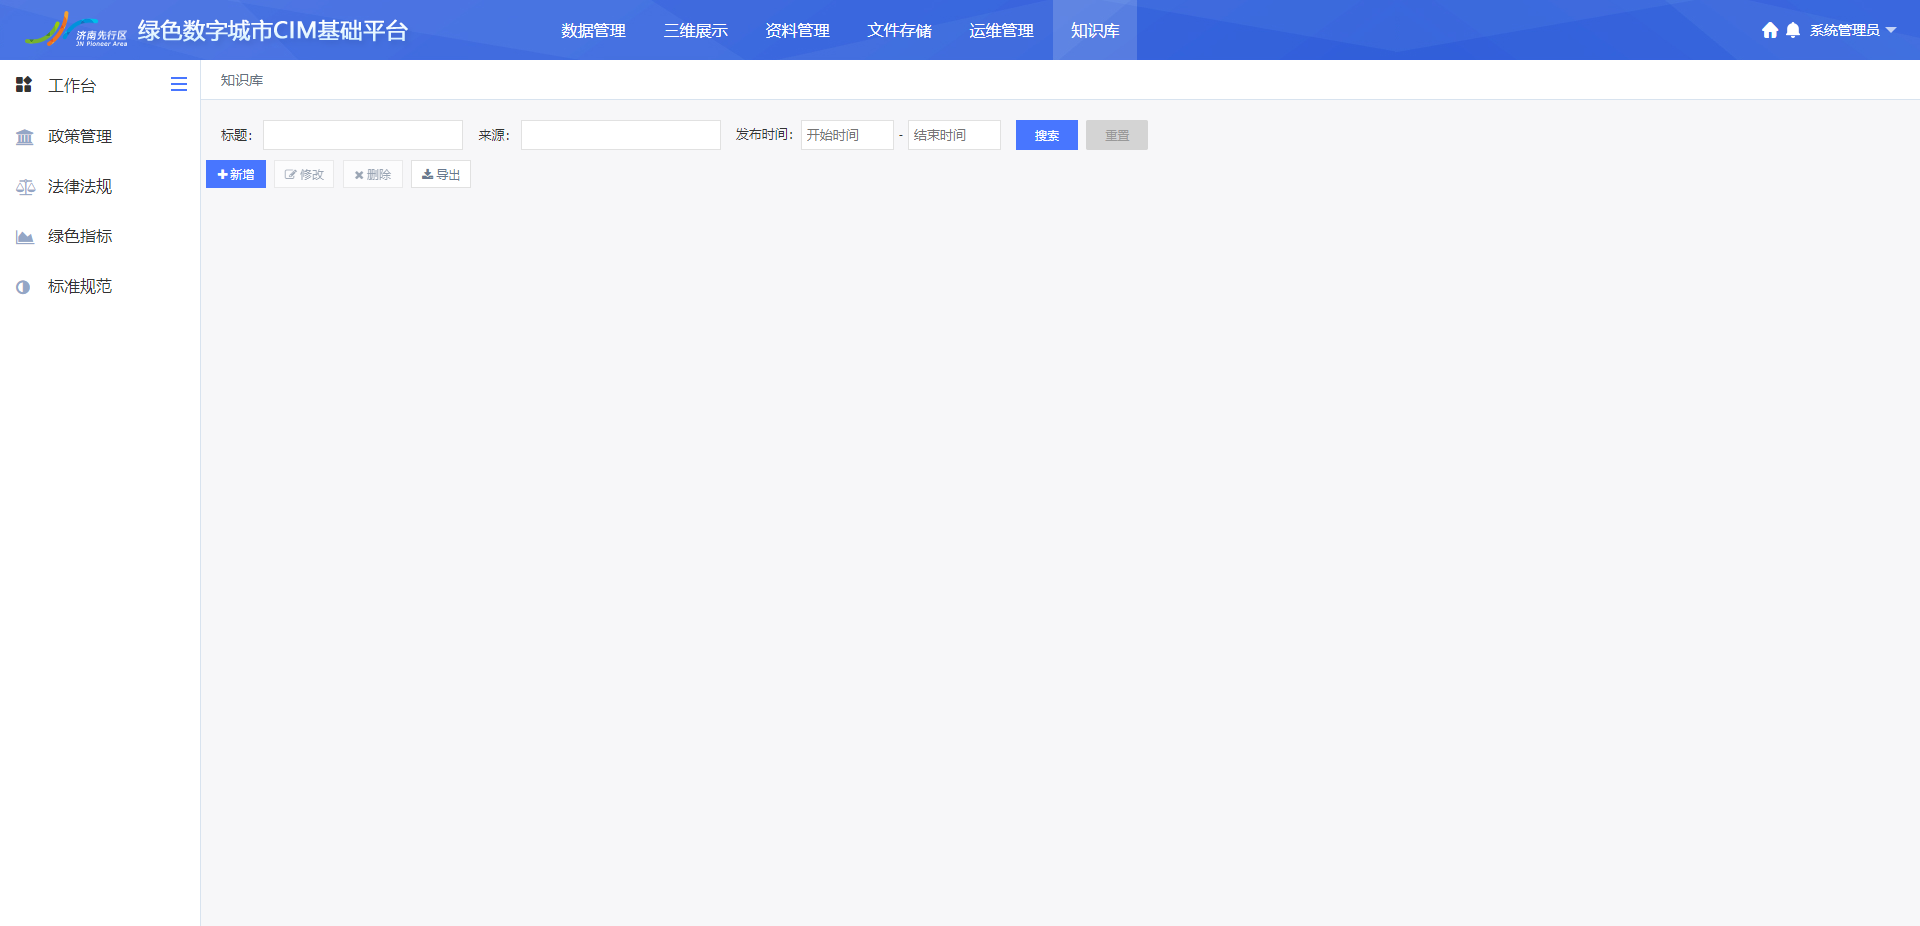 济南先行区
JN Pioneer Area
绿色数字城市CIM基础平台
数据管理 三维展示 资料管理 文件存储 运维管理 知识库
系统管理员
工作台
政策管理
法律法规
绿色指标
标准规范
知识库
标题： 来源： 发布时间： 开始时间 - 结束时间 搜索 重置
新增 修改 删除 导出